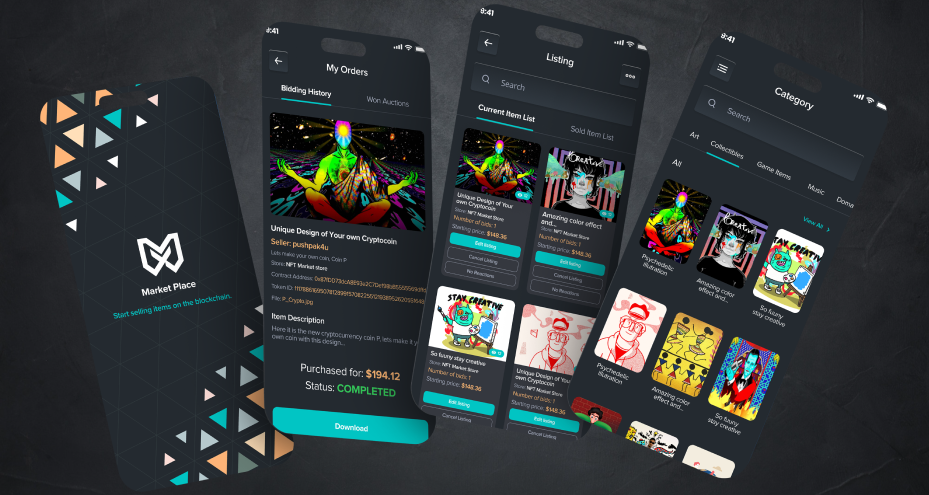 Market Place
Start selling items on the blockchain.
9:41
My Orders
Bidding History
Won Auctions
Unique Design of Your own Cryptocoin
Seller: pushpak4u
Lets make your own coin, Coin P
Store: NFT Market store
Contract Address:
Token ID:
File: P_Crypto.jpg
Item Description
Here it is the new cryptocurrency coin P, lets make it y
own coin with this design...
Purchased for: $194.12
Status: COMPLETED
Download
9:41
Listing
Search
Current Item List
Sold Item List
Unique Design of Your
own Cryptocoin
Store: NFT Market Store
Number of bids: 1
Starting price: $148.36
Edit listing
Cancel Listing
No Reactions
CREATIVE
Amazing color effect
and
Store: NFT Market Store
Number of bids: 1
Starting price: $148.36
Edit listing
Cancel Listing
No Reactions
STAY CREATIVE
So fuuny stay creative
Store: NFT Market Store
Number of bids: 1
Starting price: $148.36
Edit listing
Cancel Listing
Unique Design of Your
own Cryptocoin
Store: NFT Market Store
Number of bids: 1
Starting price: $148.36
Edit listing
Cancel Listing
9:41
Category
Search
Art
Collectibles
Game Items
Music
Doma
All
View All
Psychedelic
Illutration
CREATIVE
Amazing color
effect and..
STAY CREATIVE
So fuuny
stay creative
Psychedelic
Illutration
Amazing color
effect and..
So fuuny
stay creative